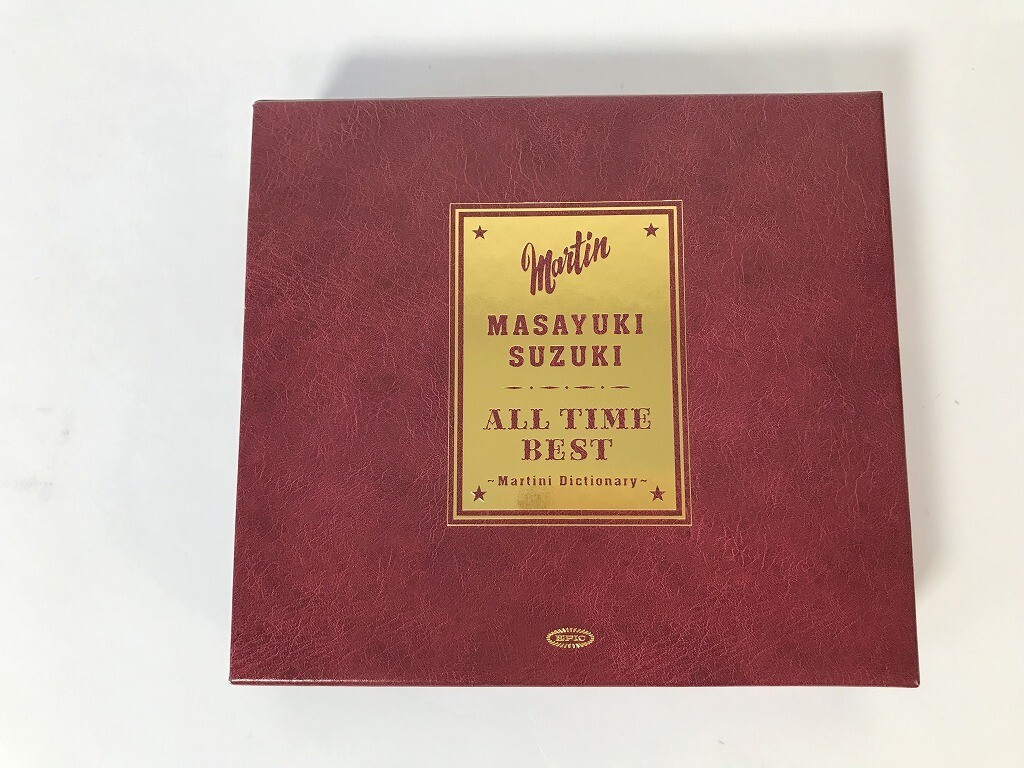 Martin
MASAYUKI
SUZUKI
ALL TIME
BEST
~Martini Dictionary~
EPIC